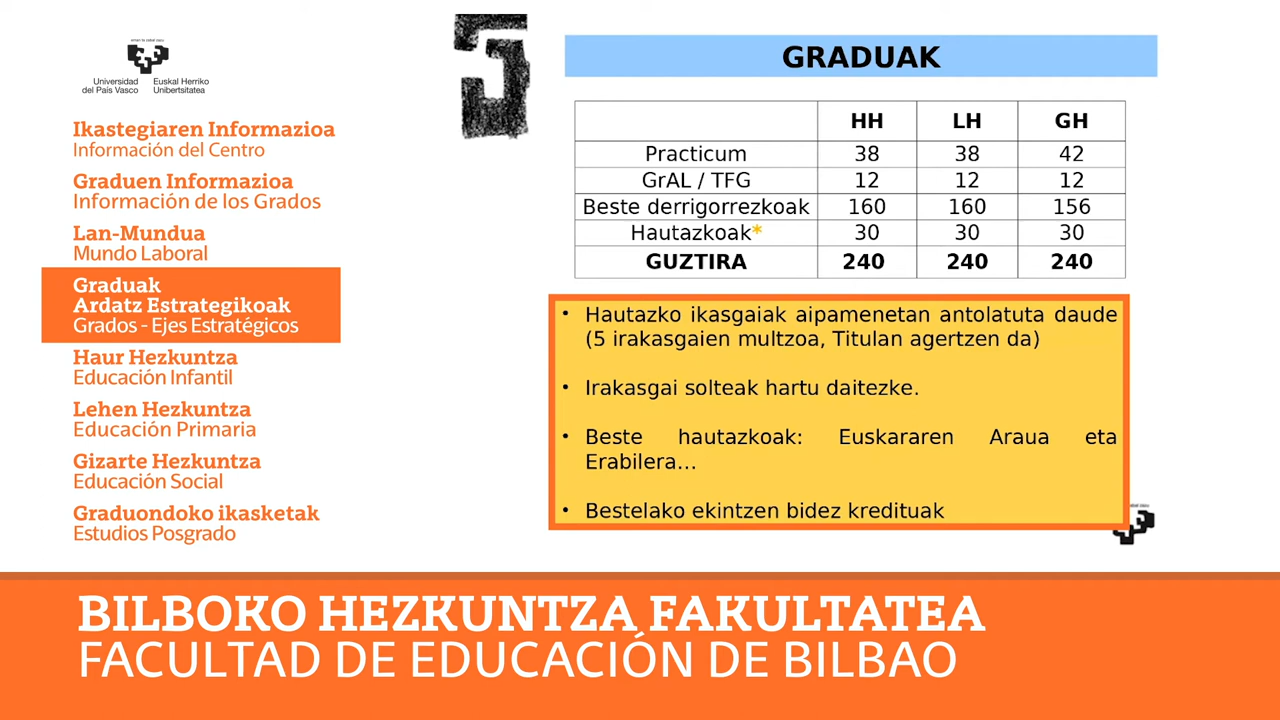 Universidad del País Vasco
Euskal Herriko Unibertsitatea
Ikastegiaren Informazioa
Información del Centro
Graduen Informazioa
Información de los Grados
Lan-Mundua
Mundo Laboral
Graduak
Ardatz Estrategikoak
Grados - Ejes Estratégicos
Haur Hezkuntza
Educación Infantil
Lehen Hezkuntza
Educación Primaria
Gizarte Hezkuntza
Educación Social
Graduondoko ikasketak
Estudios Posgrado
GRADUAK
HH LH GH
Practicum 38 38 42
GrAL / TFG 12 12 12
Beste derrigorrezkoak 160 160 156
Hautazkoak* 30 30 30
GUZTIRA 240 240 240
• Hautazko ikasgaiak aipamenetan antolatuta daude
(5 irakasgaien multzoa, Titulan agertzen da)
• Irakasgai solteak hartu daitezke.
• Beste hautazkoak: Euskararen Araua eta
Erabilera...
• Bestelako ekintzen bidez kredituak
BILBOKO HEZKUNTZA FAKULTATEA
FACULTAD DE EDUCACIÓN DE BILBAO